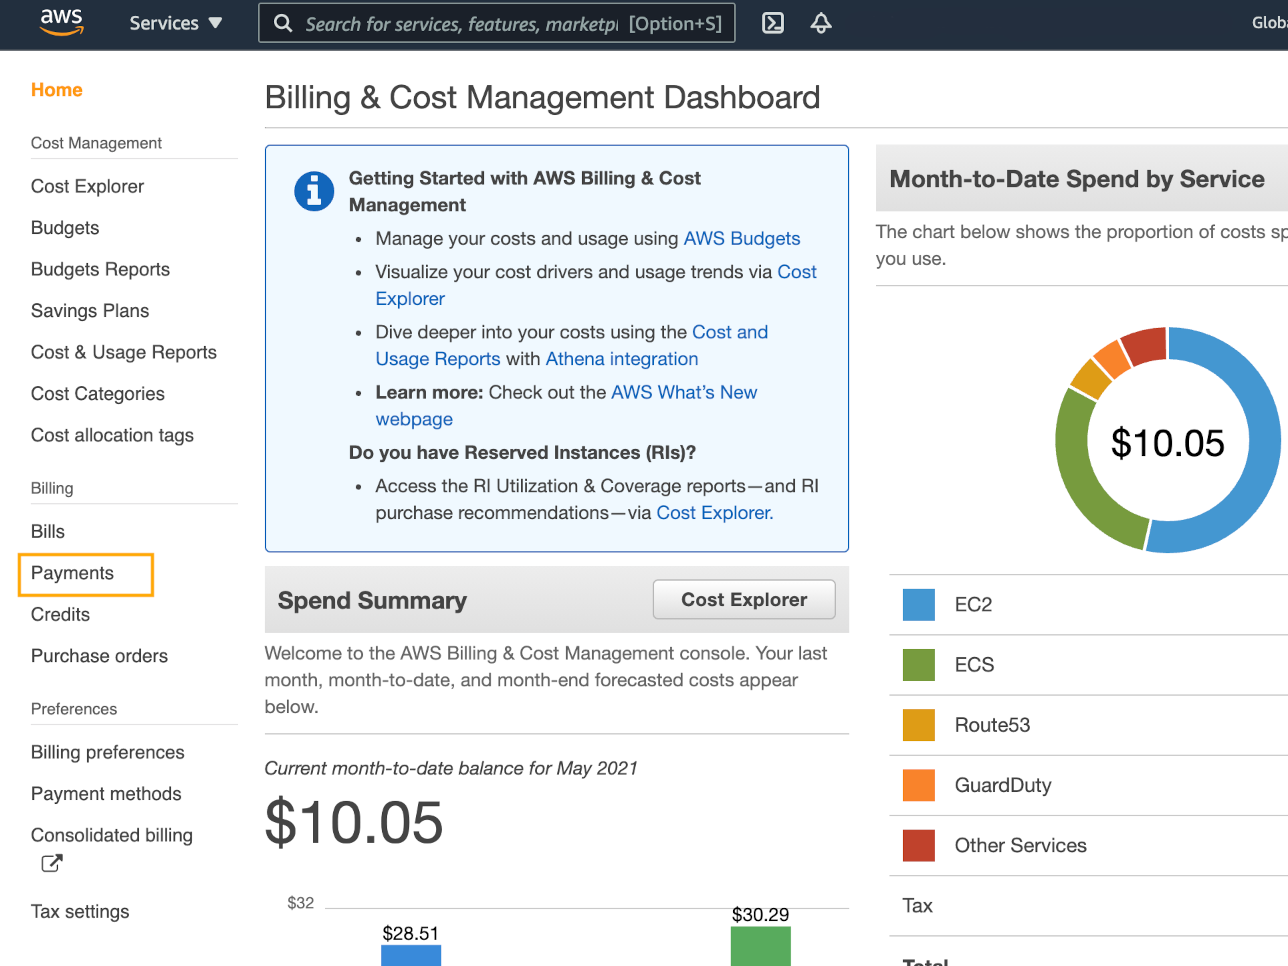 aws
Services ▼
Search for services, features, marketpl [Option+S]
Home
Cost Management
Cost Explorer
Budgets
Budgets Reports
Savings Plans
Cost & Usage Reports
Cost Categories
Cost allocation tags
Billing
Bills
Payments
Credits
Purchase orders
Preferences
Billing preferences
Payment methods
Consolidated billing
Tax settings
Billing & Cost Management Dashboard
Getting Started with AWS Billing & Cost
Management
• Manage your costs and usage using AWS Budgets
• Visualize your cost drivers and usage trends via Cost
Explorer
• Dive deeper into your costs using the Cost and
Usage Reports with Athena integration
• Learn more: Check out the AWS What’s New
webpage
Do you have Reserved Instances (RIs)?
• Access the RI Utilization & Coverage reports—and RI
purchase recommendations—via Cost Explorer.
Spend Summary
Cost Explorer
Welcome to the AWS Billing & Cost Management console. Your last
month, month-to-date, and month-end forecasted costs appear
below.
Current month-to-date balance for May 2021
$10.05
$32
$28.51
$30.29
Month-to-Date Spend by Service
The chart below shows the proportion of costs sp
you use.
$10.05
EC2
ECS
Route53
GuardDuty
Other Services
Tax
Total